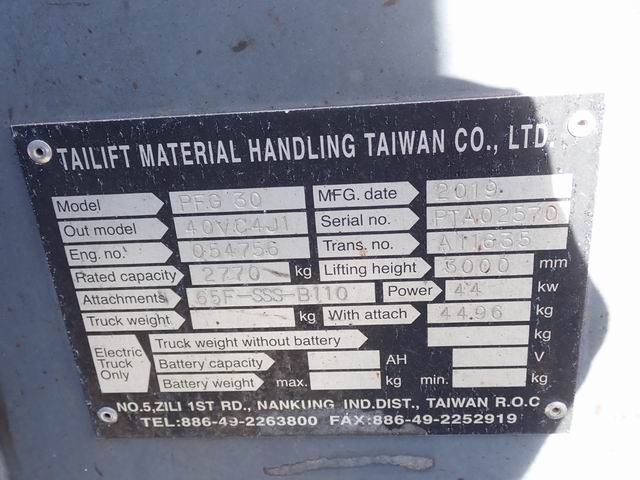 TAILIFT MATERIAL HANDLING TAIWAN CO., LTD.
Model PFG 30 MFG. date 2019
Out model 40VC4J1 Serial no. PTA02570
Eng. no. 054756 Trans. no.
Rated capacity 2770 kg Lifting height 5000 mm
Attachments 65F-SSS-B110 Power 44 kw
Truck weight kg With attach 4496 kg
Electric Truck Only
Truck weight without battery kg
Battery capacity AH V
Battery weight max. kg min. kg
NO.5,ZILI 1ST RD., NANKUNG IND.DIST., TAIWAN R.O.C
TEL:886-49-2263800 FAX:886-49-2252919